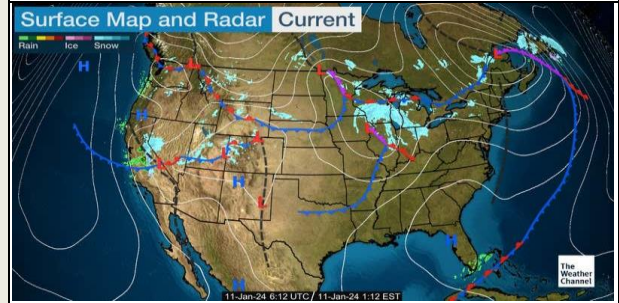 Surface Map and Radar Current
Rain Ice Snow
H
L
L
L
H
L
L
L
L
H
L
H
H
The
Weather
Channel
11-Jan-24 6:12 UTC / 11-Jan-24 1:12 EST